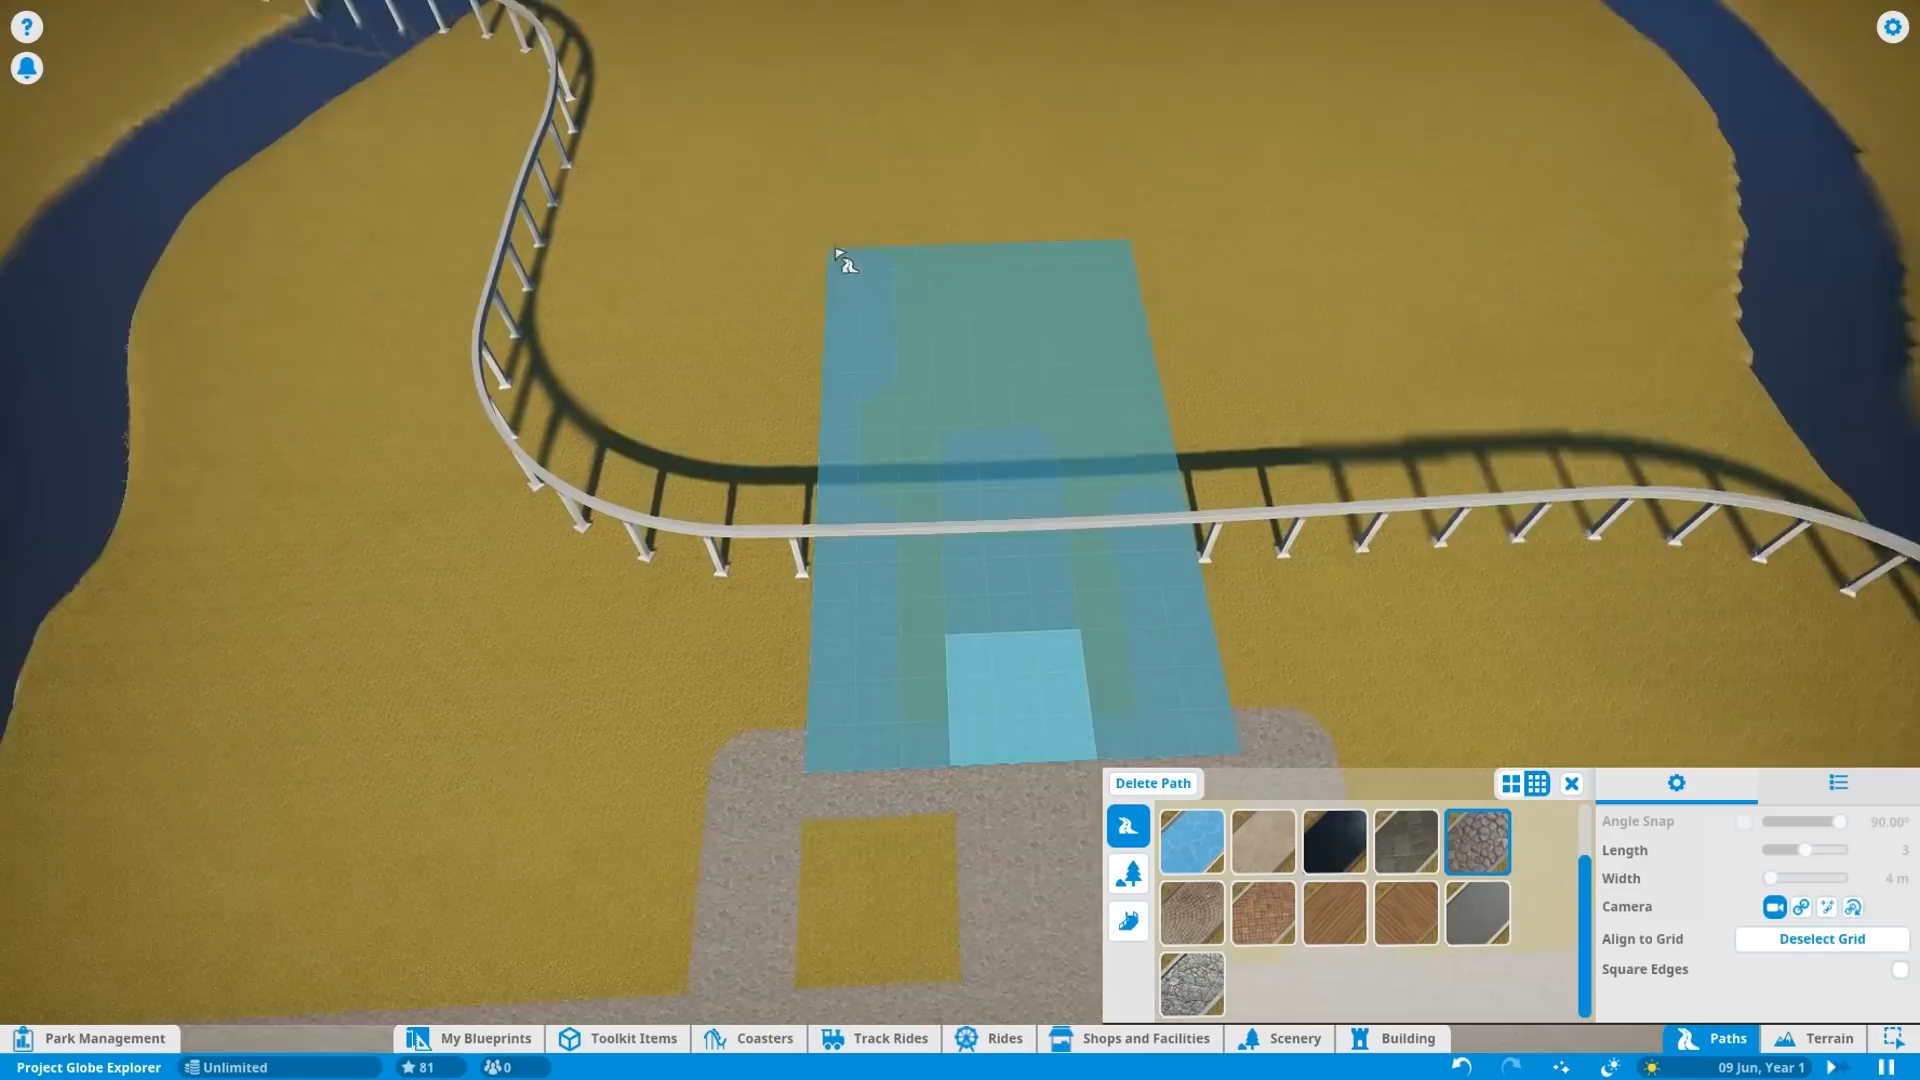 ?
Delete Path
Angle Snap 90.00°
Length 3
Width 4 m
Camera
Align to Grid Deselect Grid
Square Edges
Park Management My Blueprints Toolkit Items Coasters Track Rides Rides Shops and Facilities Scenery Building Paths Terrain
Project Globe Explorer Unlimited 81 0 09 Jun, Year 1